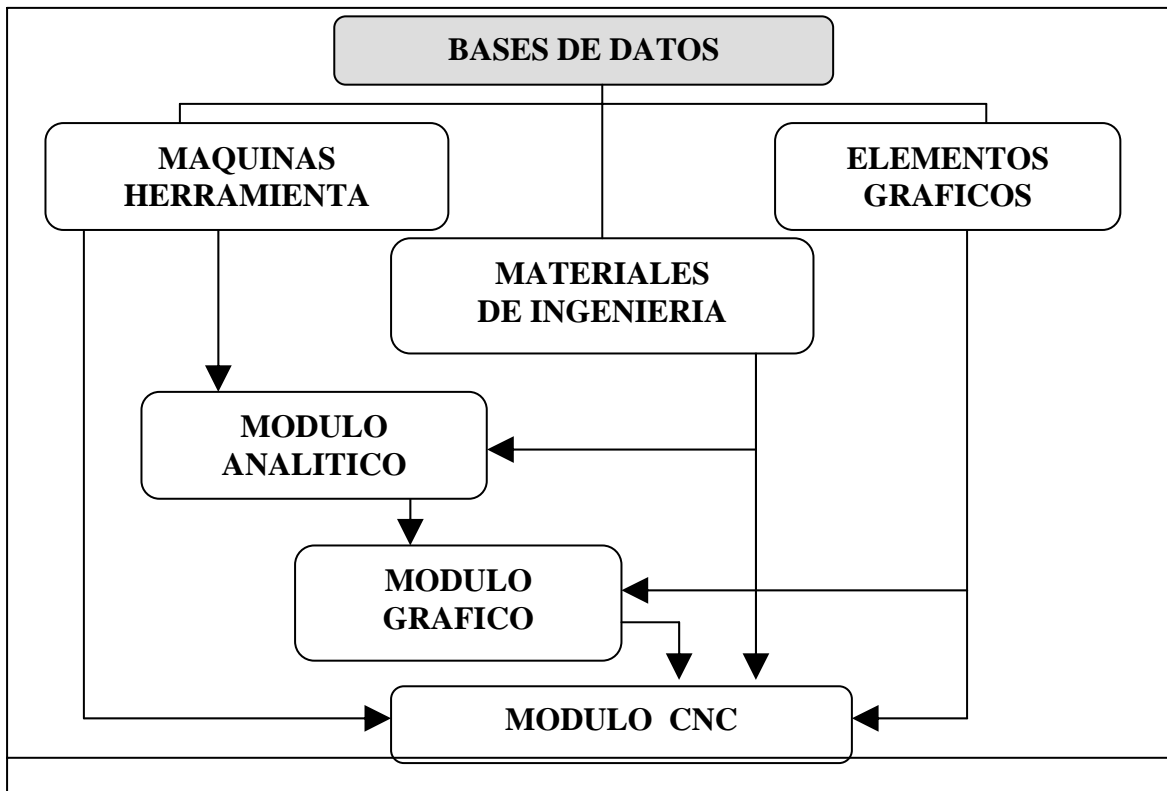 BASES DE DATOS
MAQUINAS
HERRAMIENTA
ELEMENTOS
GRAFICOS
MATERIALES
DE INGENIERIA
MODULO
ANALITICO
MODULO
GRAFICO
MODULO CNC